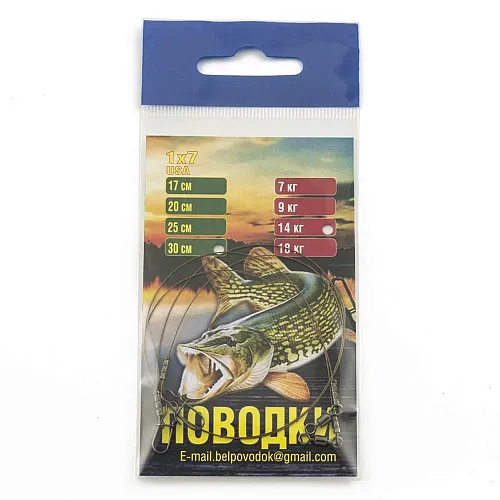 1x7
USA
17 см 7 кг
20 см 9 кг
25 см 14 кг
30 см 18 кг
ПОВОДКИ
E-mail.belpovodok@gmail.com